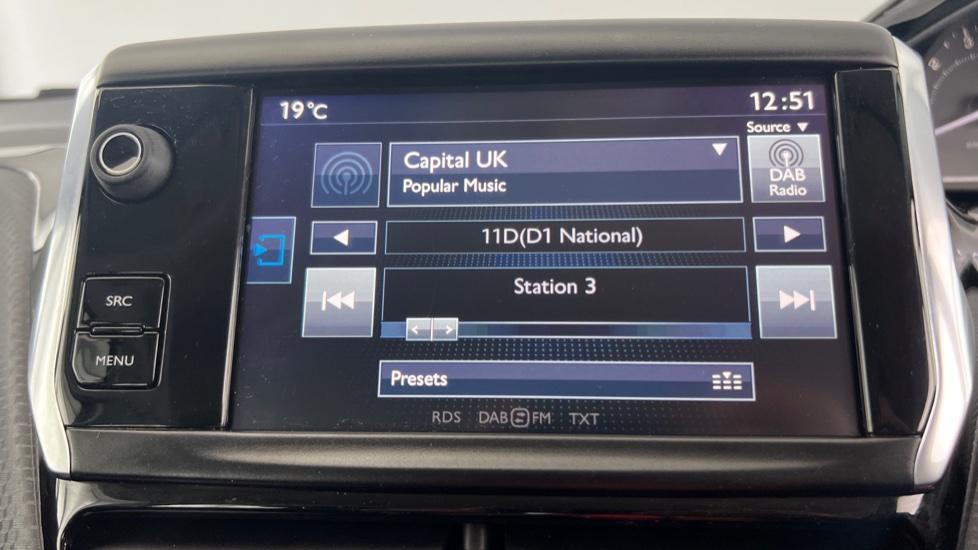 19°C
12:51
Source ▼
Capital UK
Popular Music
DAB
Radio
11D(D1 National)
Station 3
SRC
MENU
Presets
RDS DAB FM TXT